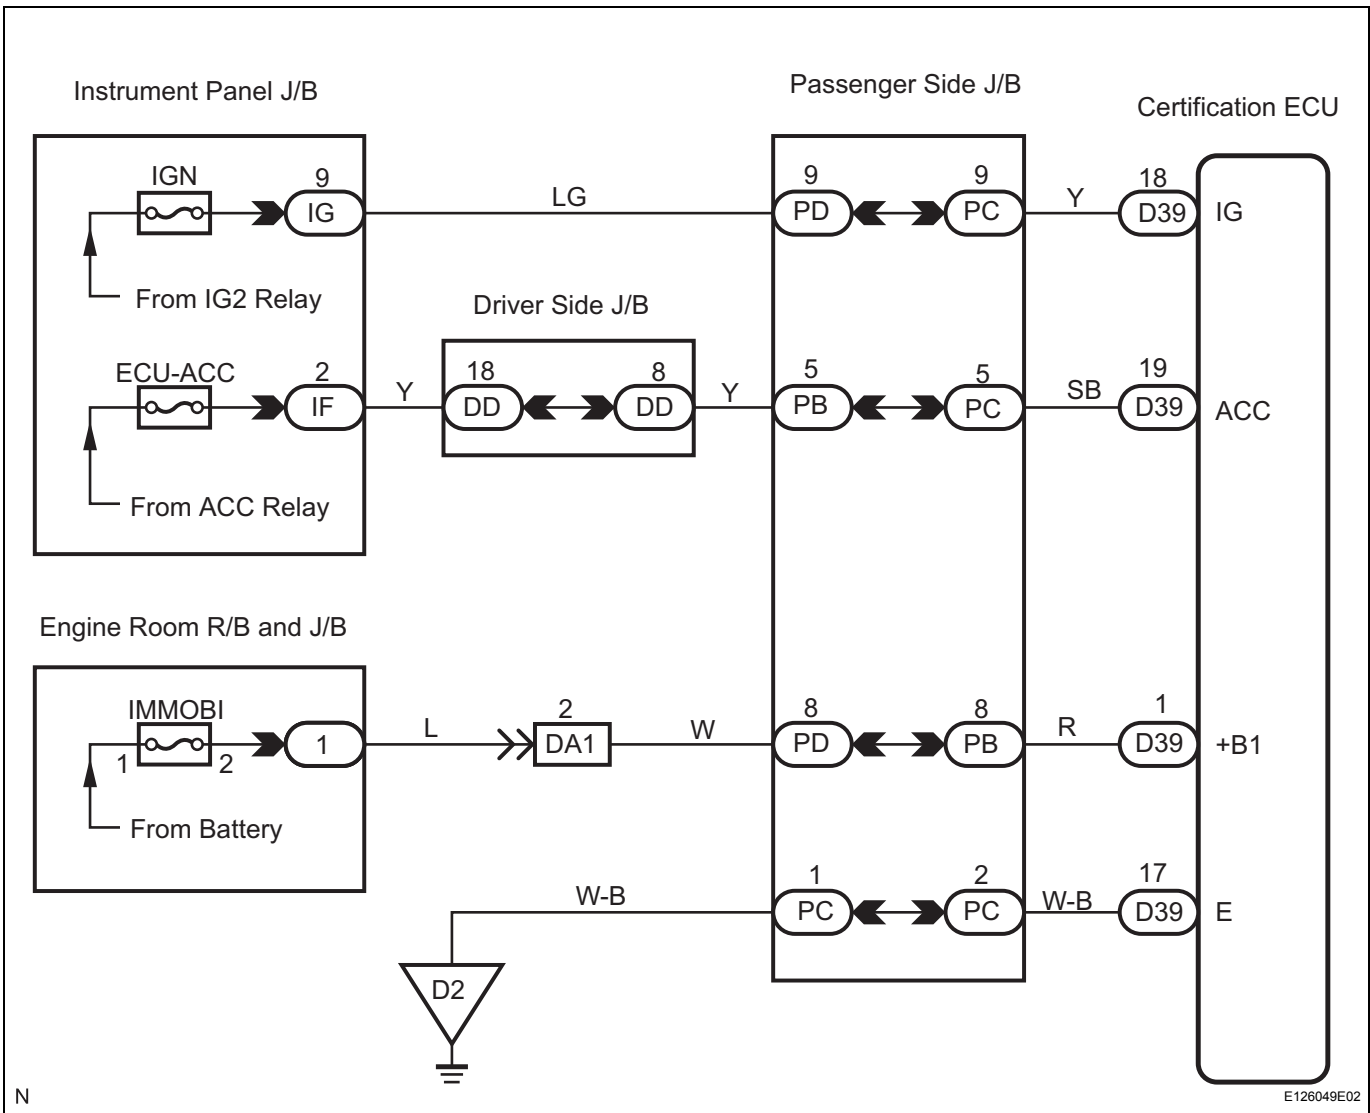 Instrument Panel J/B
Passenger Side J/B
Certification ECU
IGN
9
IG
LG
9
PD
9
PC
Y
18
D39
IG
From IG2 Relay
Driver Side J/B
ECU-ACC
2
IF
Y
18
DD
8
DD
Y
5
PB
5
PC
SB
19
D39
ACC
From ACC Relay
Engine Room R/B and J/B
IMMOBI
1
2
1
L
2
DA1
W
8
PD
8
PB
R
1
D39
+B1
From Battery
W-B
1
PC
2
PC
W-B
17
D39
E
D2
N
E126049E02